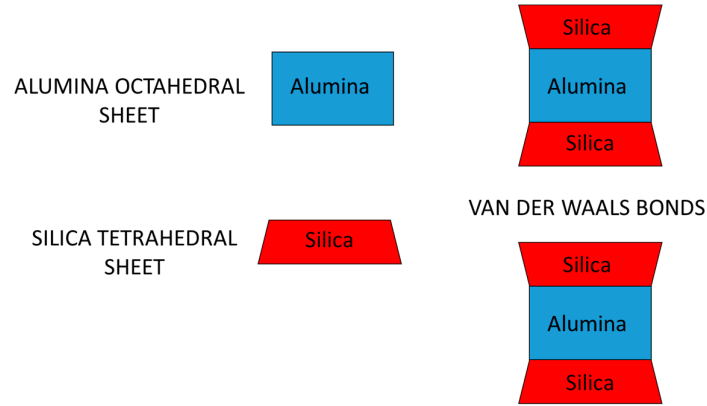 ALUMINA OCTAHEDRAL
SHEET
Alumina
SILICA TETRAHEDRAL
SHEET
Silica
Silica
Alumina
Silica
VAN DER WAALS BONDS
Silica
Alumina
Silica